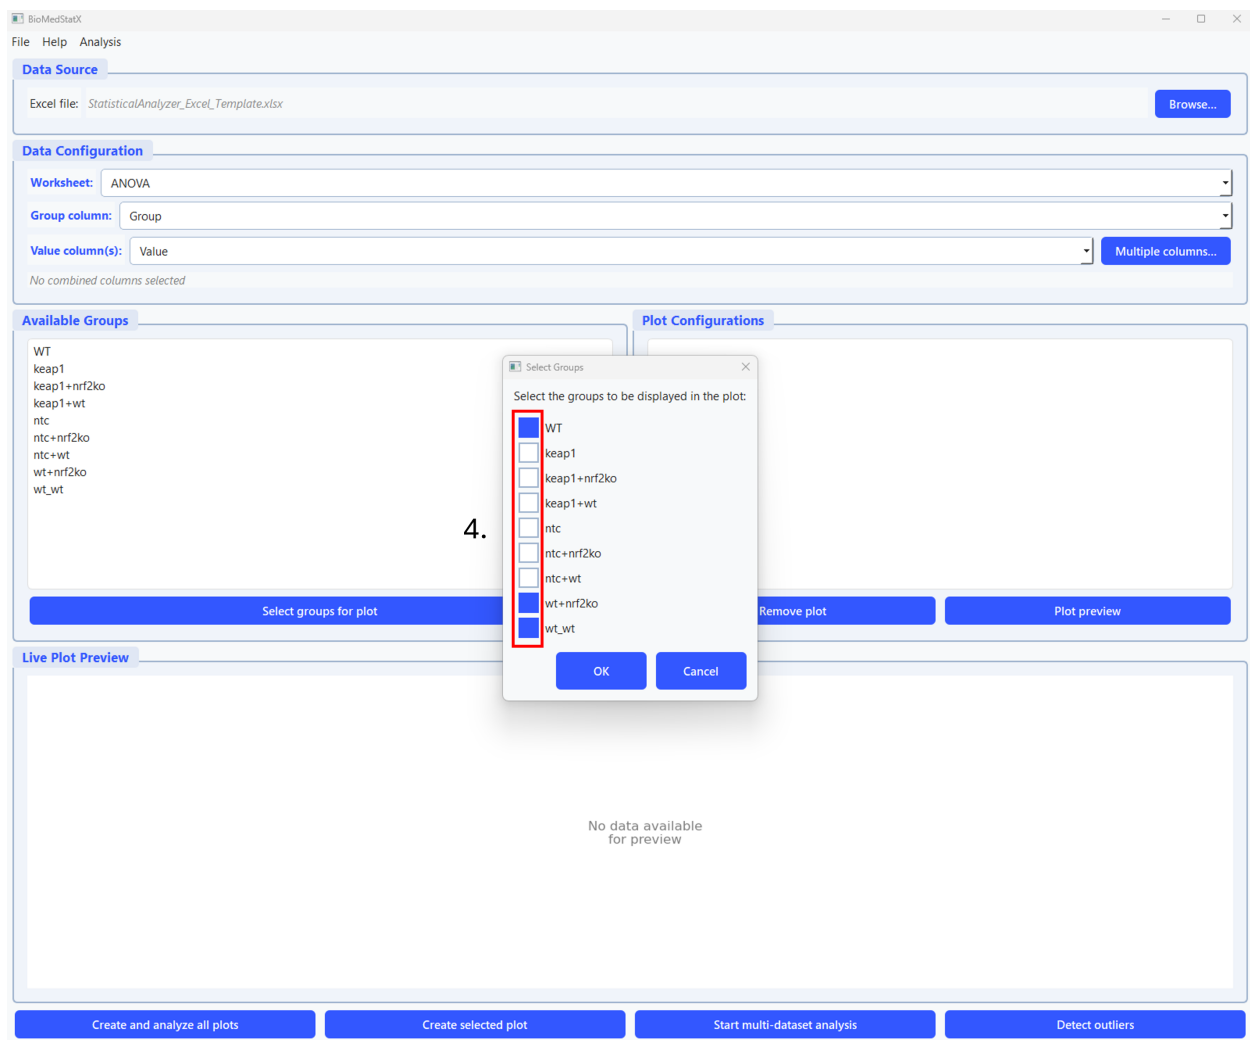 BioMedStatX
File Help Analysis
Data Source
Excel file: StatisticalAnalyzer_Excel_Template.xlsx Browse...
Data Configuration
Worksheet: ANOVA
Group column: Group
Value column(s): Value Multiple columns...
No combined columns selected
Available Groups
WT
keap1
keap1+nrf2ko
keap1+wt
ntc
ntc+nrf2ko
ntc+wt
wt+nrf2ko
wt_wt
Select groups for plot
Plot Configurations
Remove plot Plot preview
4.
Select Groups
Select the groups to be displayed in the plot:
WT
keap1
keap1+nrf2ko
keap1+wt
ntc
ntc+nrf2ko
ntc+wt
wt+nrf2ko
wt_wt
OK Cancel
Live Plot Preview
No data available
for preview
Create and analyze all plots Create selected plot Start multi-dataset analysis Detect outliers